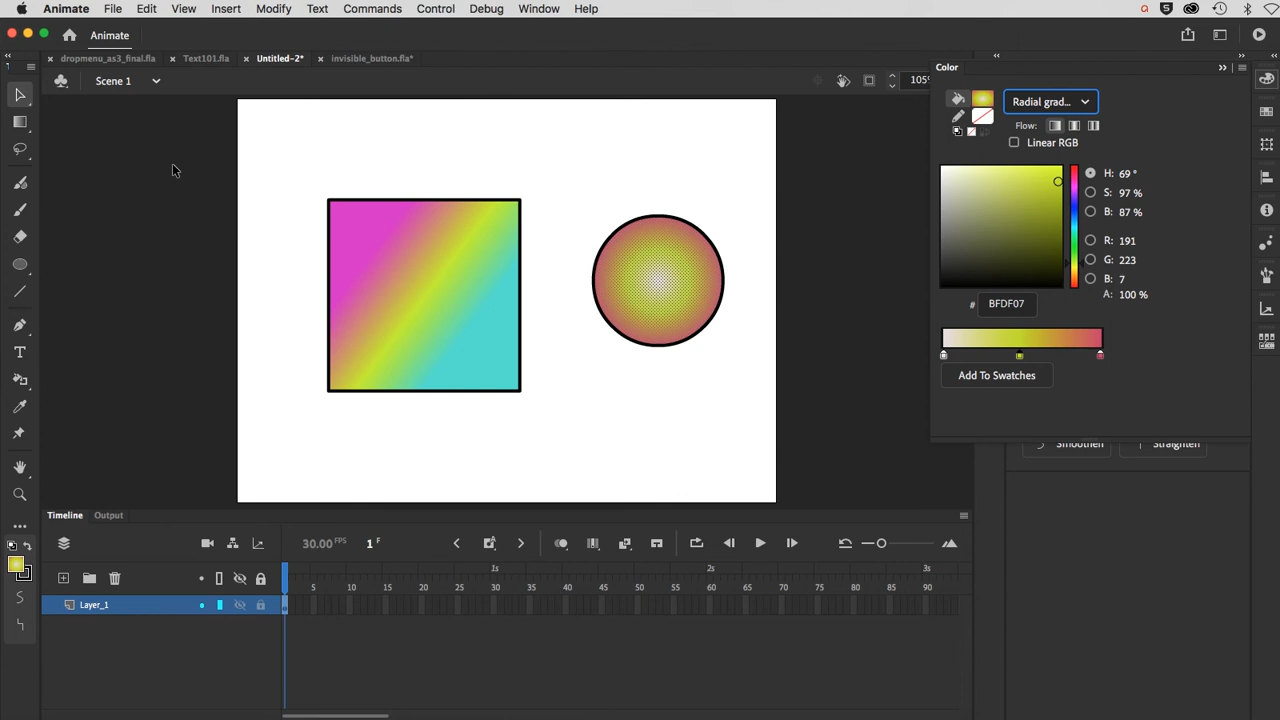 Animate File Edit View Insert Modify Text Commands Control Debug Window Help
Animate
dropmenu_as3_final.fla Text101.fla Untitled-2* invisible_button.fla*
Scene 1 105%
Color
Radial grad...
Flow:
Linear RGB
H: 69 °
S: 97 %
B: 87 %
R: 191
G: 223
B: 7
A: 100 %
# BFDF07
Add To Swatches
Smoothen Straighten
Timeline Output
30.00 FPS 1 F
1s 2s 3s
5 10 15 20 25 30 35 40 45 50 55 60 65 70 75 80 85 90
Layer_1